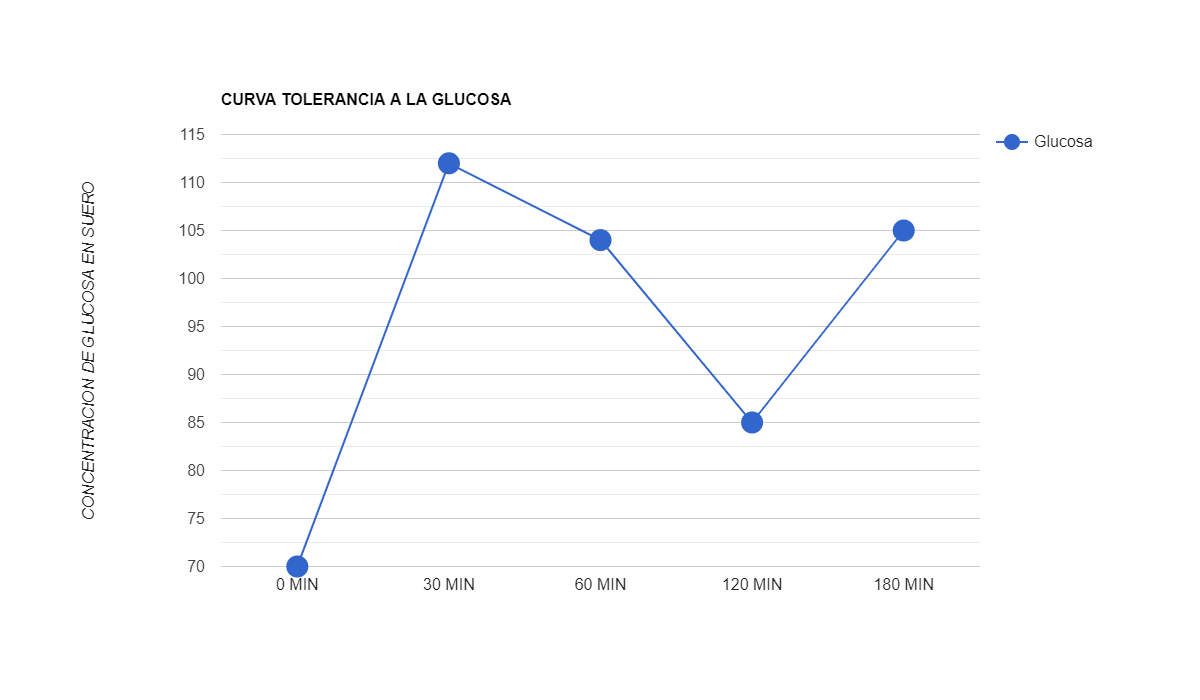 CURVA TOLERANCIA A LA GLUCOSA
Glucosa
CONCENTRACION DE GLUCOSA EN SUERO
115
110
105
100
95
90
85
80
75
70
0 MIN
30 MIN
60 MIN
120 MIN
180 MIN